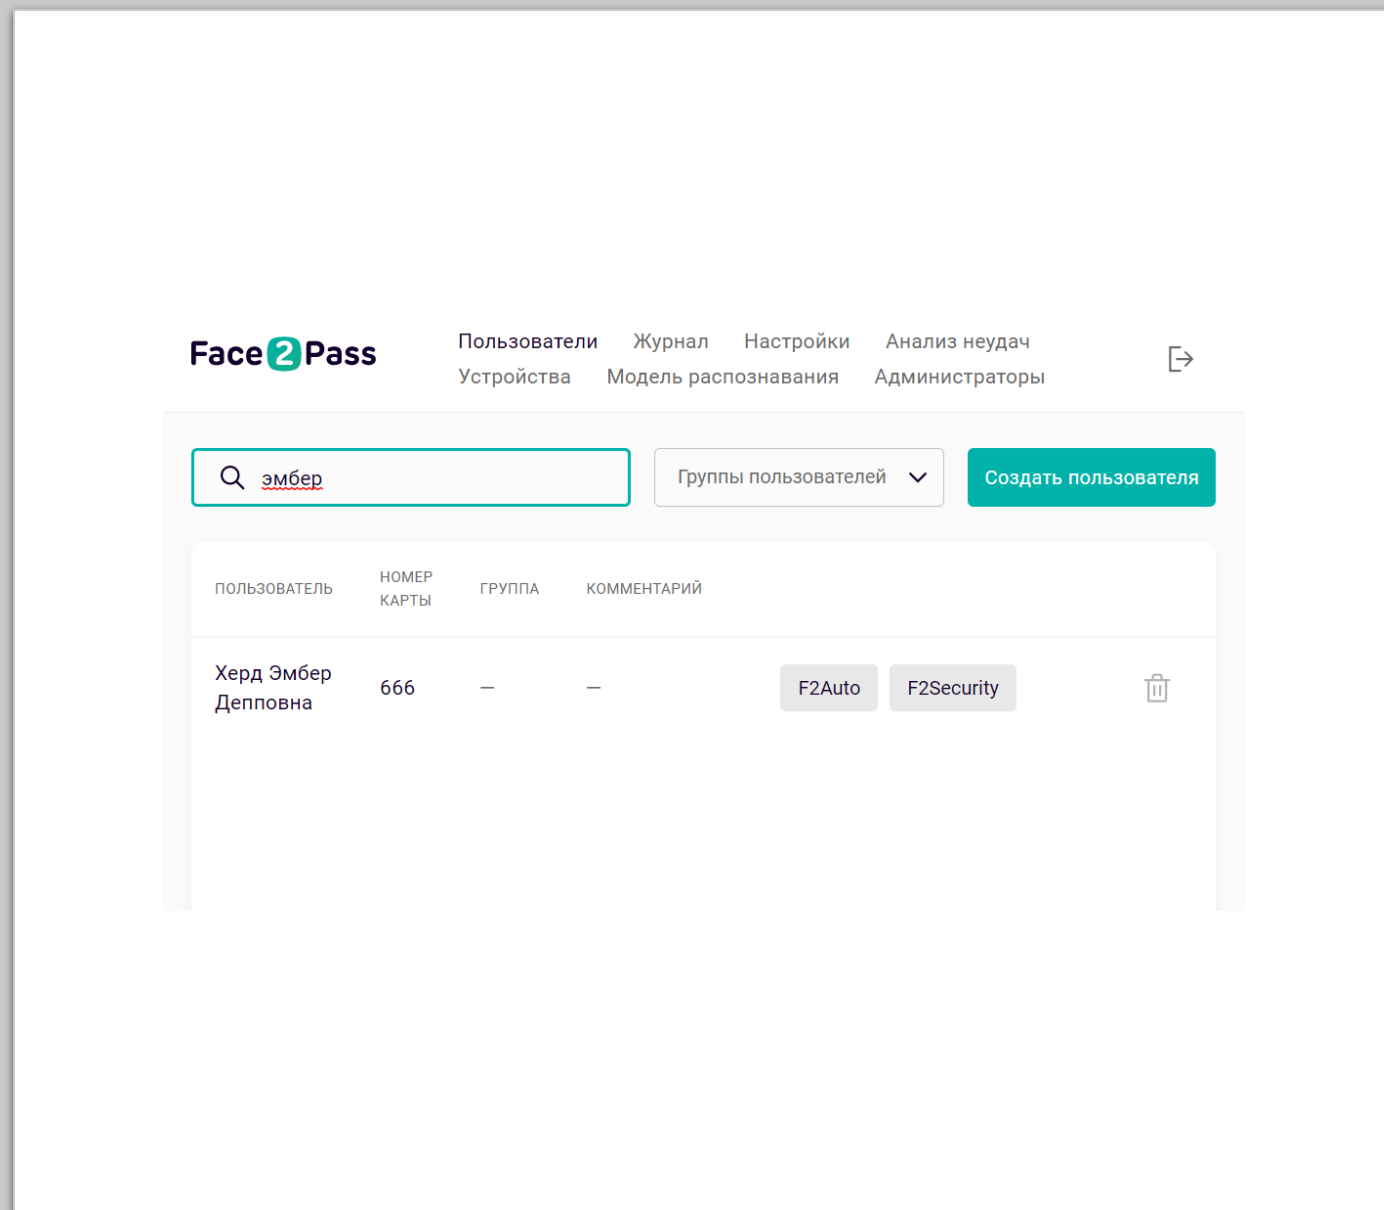 Face2Pass
Пользователи Журнал Настройки Анализ неудач
Устройства Модель распознавания Администраторы
эмбер
Группы пользователей
Создать пользователя
ПОЛЬЗОВАТЕЛЬ НОМЕР КАРТЫ ГРУППА КОММЕНТАРИЙ
Херд Эмбер
Депповна
666 — —
F2Auto F2Security